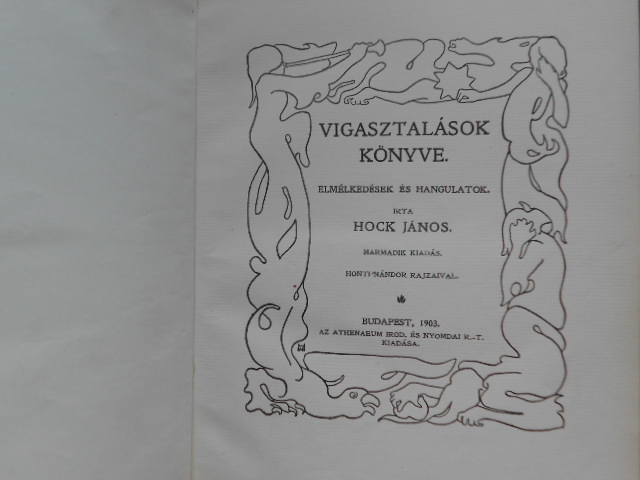 VIGASZTALÁSOK
KÖNYVE.
ELMÉLKEDÉSEK ÉS HANGULATOK.
IRTA
HOCK JÁNOS.
HARMADIK KIADÁS.
HONTI NÁNDOR RAJZAIVAL.
BUDAPEST, 1903.
AZ ATHENAEUM IROD. ÉS NYOMDAI R.-T.
KIADÁSA.